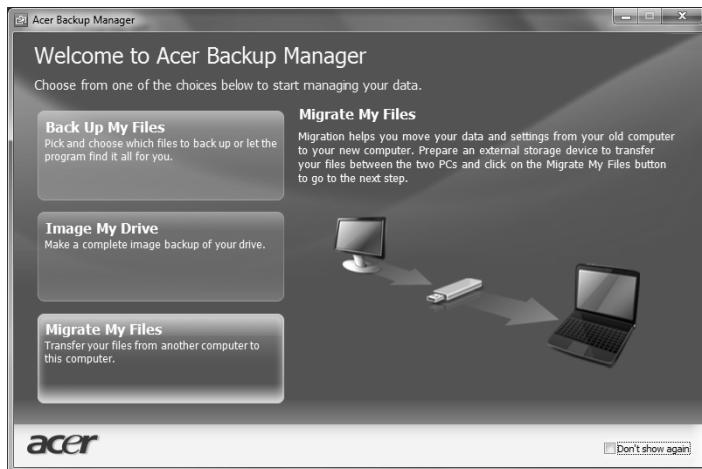 Acer Backup Manager
Welcome to Acer Backup Manager
Choose from one of the choices below to start managing your data.
Back Up My Files
Pick and choose which files to back up or let the
program find it all for you.
Image My Drive
Make a complete image backup of your drive.
Migrate My Files
Transfer your files from another computer to
this computer.
Migrate My Files
Migration helps you move your data and settings from your old computer
to your new computer. Prepare an external storage device to transfer
your files between the two PCs and click on the Migrate My Files button
to go to the next step.
acer
Don't show again